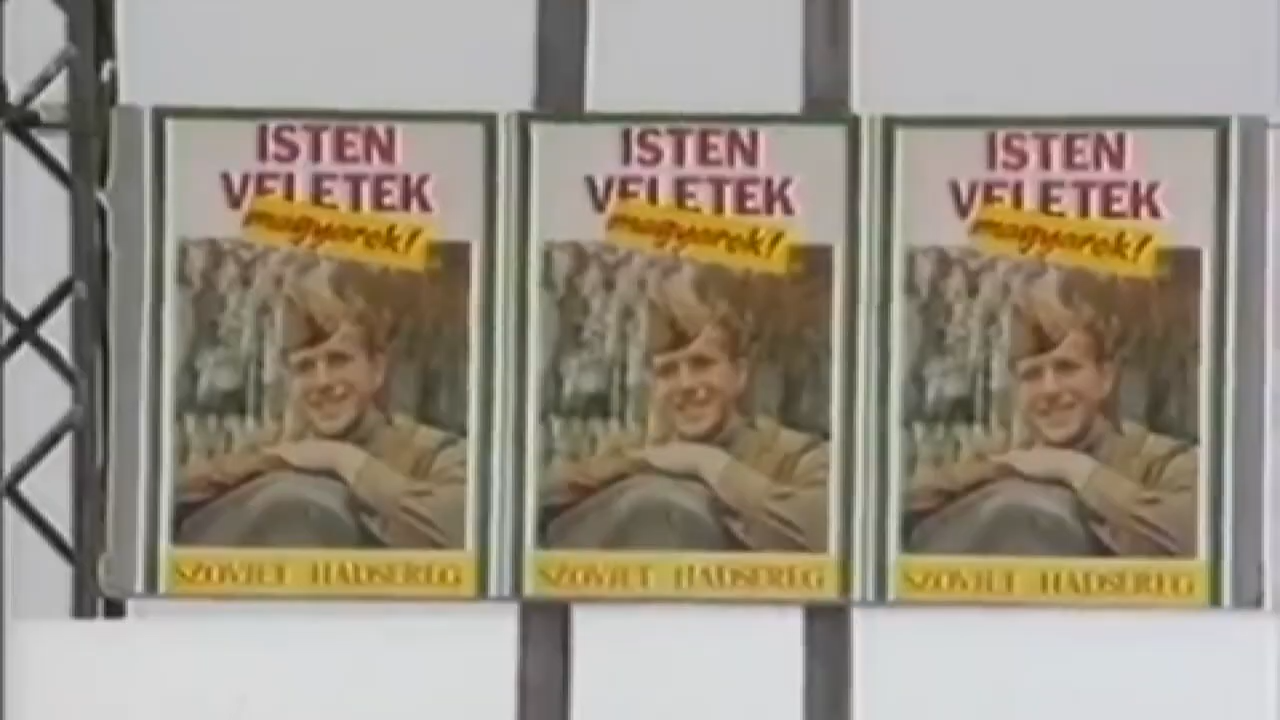 ISTEN
VELETEK
magyarok!
SZOVJET HADSEREG
ISTEN
VELETEK
magyarok!
SZOVJET HADSEREG
ISTEN
VELETEK
magyarok!
SZOVJET HADSEREG